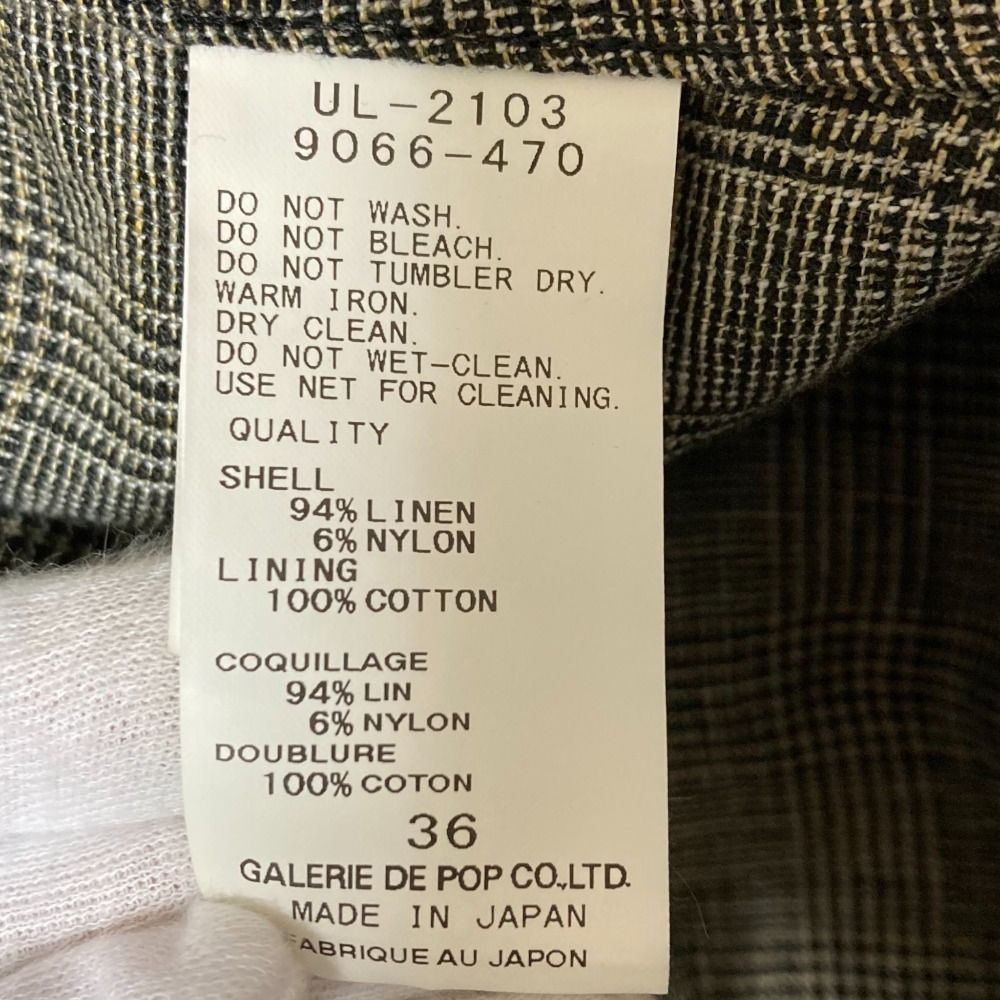 UL-2103
9066-470
DO NOT WASH.
DO NOT BLEACH.
DO NOT TUMBLER DRY.
WARM IRON.
DRY CLEAN.
DO NOT WET-CLEAN.
USE NET FOR CLEANING.
QUALITY
SHELL
94% LINEN
6% NYLON
LINING
100% COTTON
COQUILLAGE
94% LIN
6% NYLON
DOUBLURE
100% COTON
36
GALERIE DE POP CO.,LTD.
MADE IN JAPAN
FABRIQUE AU JAPON